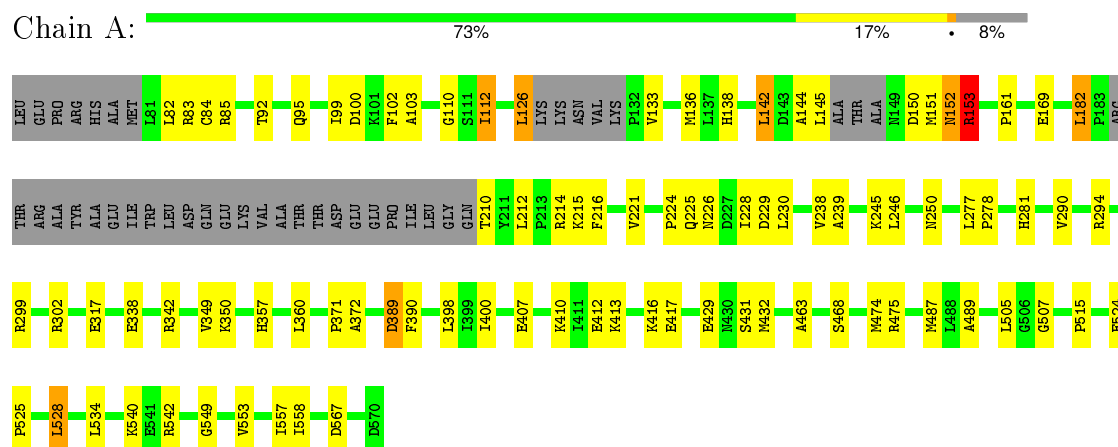 Chain A:
73% 17% • 8%
LEU GLU PRO ARG HIS ALA MET L81 L82 R83 C84 R85 T92 Q95 I99 D100 K101 F102 A103 G110 S111 I112 L126 LYS LYS ASN VAL LYS P132 V133 M136 L137 H138 L142 D143 A144 L145 ALA THR ALA N149 D150 M151 N152 R153 P161 E169 L182 P183 ARG
THR ARG ALA TYR ALA GLU ILE TRP LEU ASP GLN GLU LYS VAL ALA THR THR ASP GLU GLU PRO ILE LEU GLY GLN T210 Y211 L212 P213 R214 K215 F216 V221 P224 Q225 N226 D227 I228 D229 L230 V238 A239 K245 L246 N250 L277 P278 H281 V290 R294
R299 R302 E317 E338 R342 V349 K350 H357 L360 P371 A372 D389 F390 L398 I399 I400 E407 K410 I411 E412 K413 K416 E417 E429 N430 S431 M432 A463 S468 M474 R475 M487 L488 A489 L505 G506 G507 P515 E524
P525 L528 L534 K540 E541 R542 G549 V553 I557 I558 D567 D570